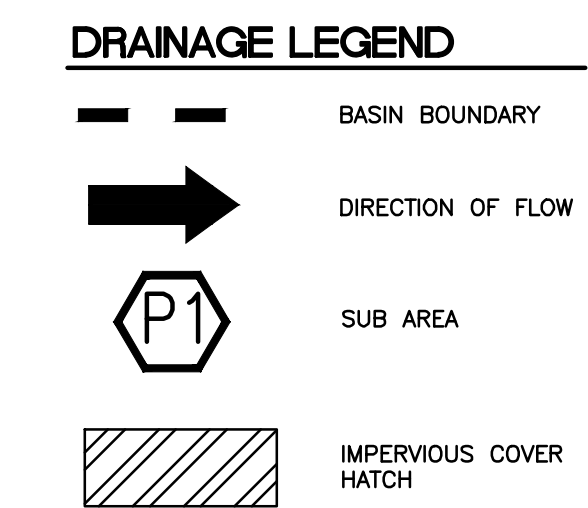 DRAINAGE LEGEND
BASIN BOUNDARY
DIRECTION OF FLOW
P1
SUB AREA
IMPERVIOUS COVER
HATCH